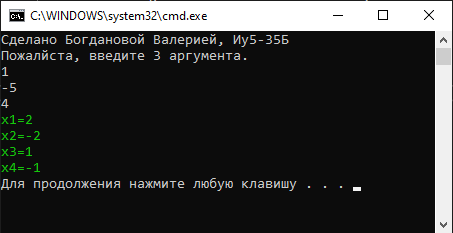 C:\WINDOWS\system32\cmd.exe
Сделано Богдановой Валерией, Иу5-35Б
Пожалйста, введите 3 аргумента.
1
-5
4
x1=2
x2=-2
x3=1
x4=-1
Для продолжения нажмите любую клавишу . . .